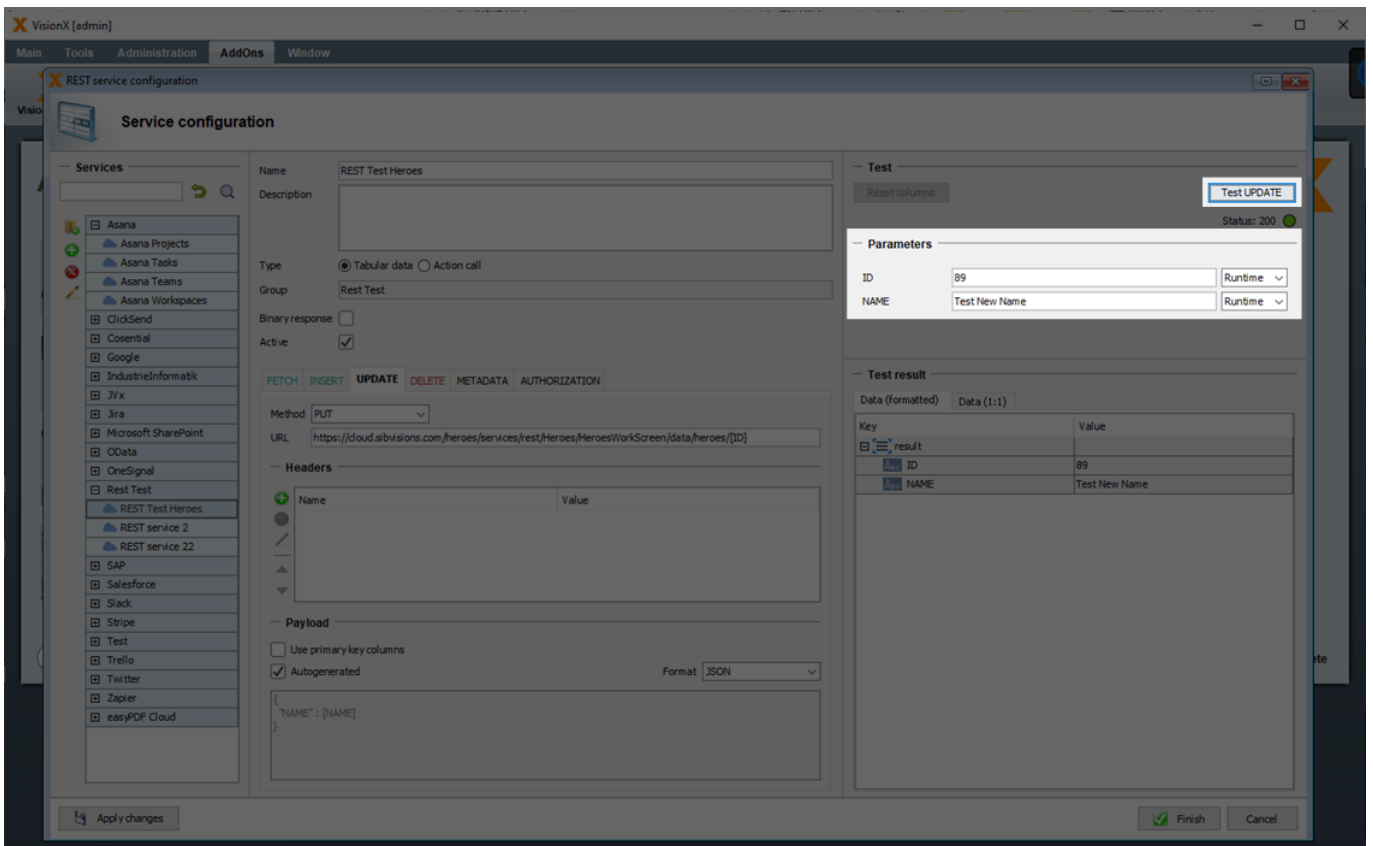 VisionX [admin]
Main Tools Administration AddOns Window
REST service configuration
Visio
Service configuration
Services
Asana
Asana Projects
Asana Tasks
Asana Teams
Asana Workspaces
ClickSend
Cosential
Google
IndustrieInformatik
JVx
Jira
Microsoft SharePoint
OData
OneSignal
Rest Test
REST Test Heroes
REST service 2
REST service 22
SAP
Salesforce
Slack
Stripe
Test
Trello
Twitter
Zapier
easyPDF Cloud
Name REST Test Heroes
Description
Type Tabular data Action call
Group Rest Test
Binary response
Active
FETCH INSERT UPDATE DELETE METADATA AUTHORIZATION
Method PUT
URL https://cloud.sibvisions.com/heroes/services/rest/Heroes/HeroesWorkScreen/data/heroes/[ID]
Headers
Name Value
Payload
Use primary key columns
Autogenerated Format JSON
{
"NAME" : [NAME]
}
Test
Reset columns Test UPDATE
Status: 200
Parameters
ID 89 Runtime
NAME Test New Name Runtime
Test result
Data (formatted) Data (1:1)
Key Value
result
ID 89
NAME Test New Name
Apply changes Finish Cancel